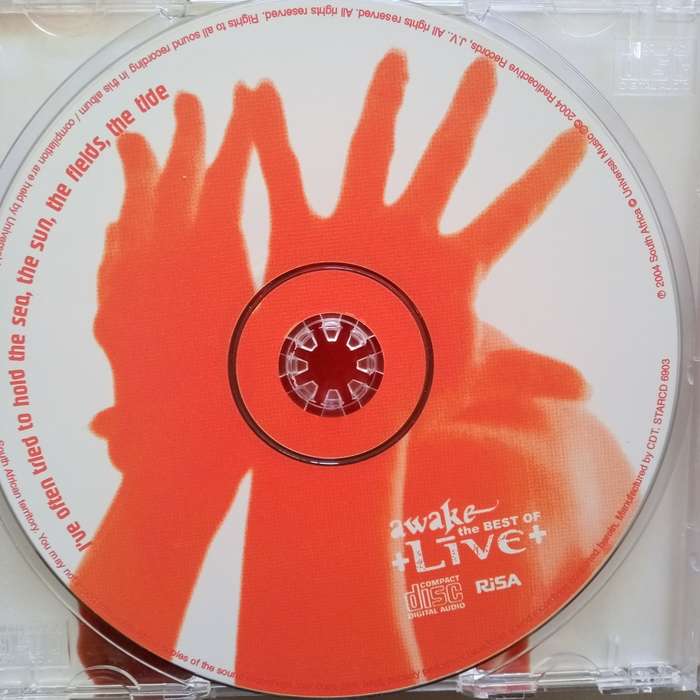 I've often tried to hold the sea, the sun, the fields, the tide
South African territory. You may no
compilation are held by Univers
Rights to all sound recording in this album /
℗© 2004 Radioactive Records, J.V., All rights reserved. All rights reserved.
℗ 2004 South Africa Universal Music
Manufactured by CDT: STARCD 6903
awake
the BEST OF
+LīVE+
COMPACT
disc
DIGITAL AUDIO
RiSA